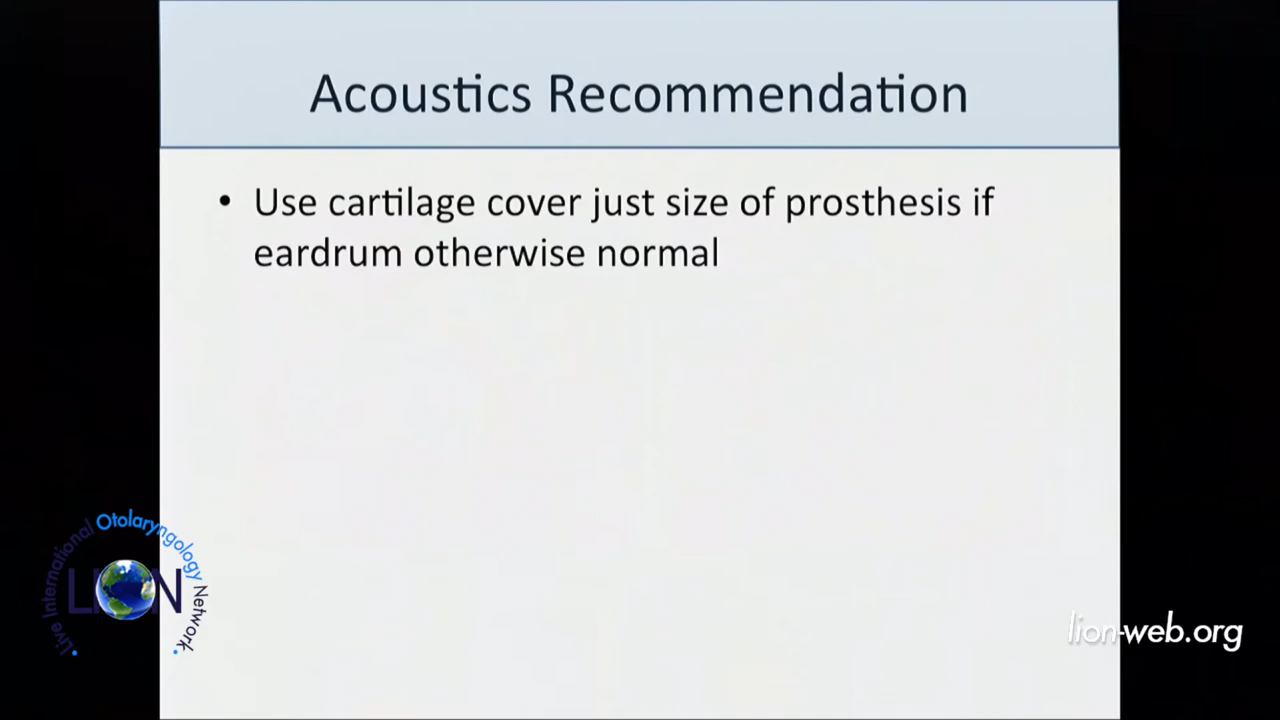 Acoustics Recommendation
• Use cartilage cover just size of prosthesis if
eardrum otherwise normal
Live International Otolaryngology Network
LION
lion-web.org